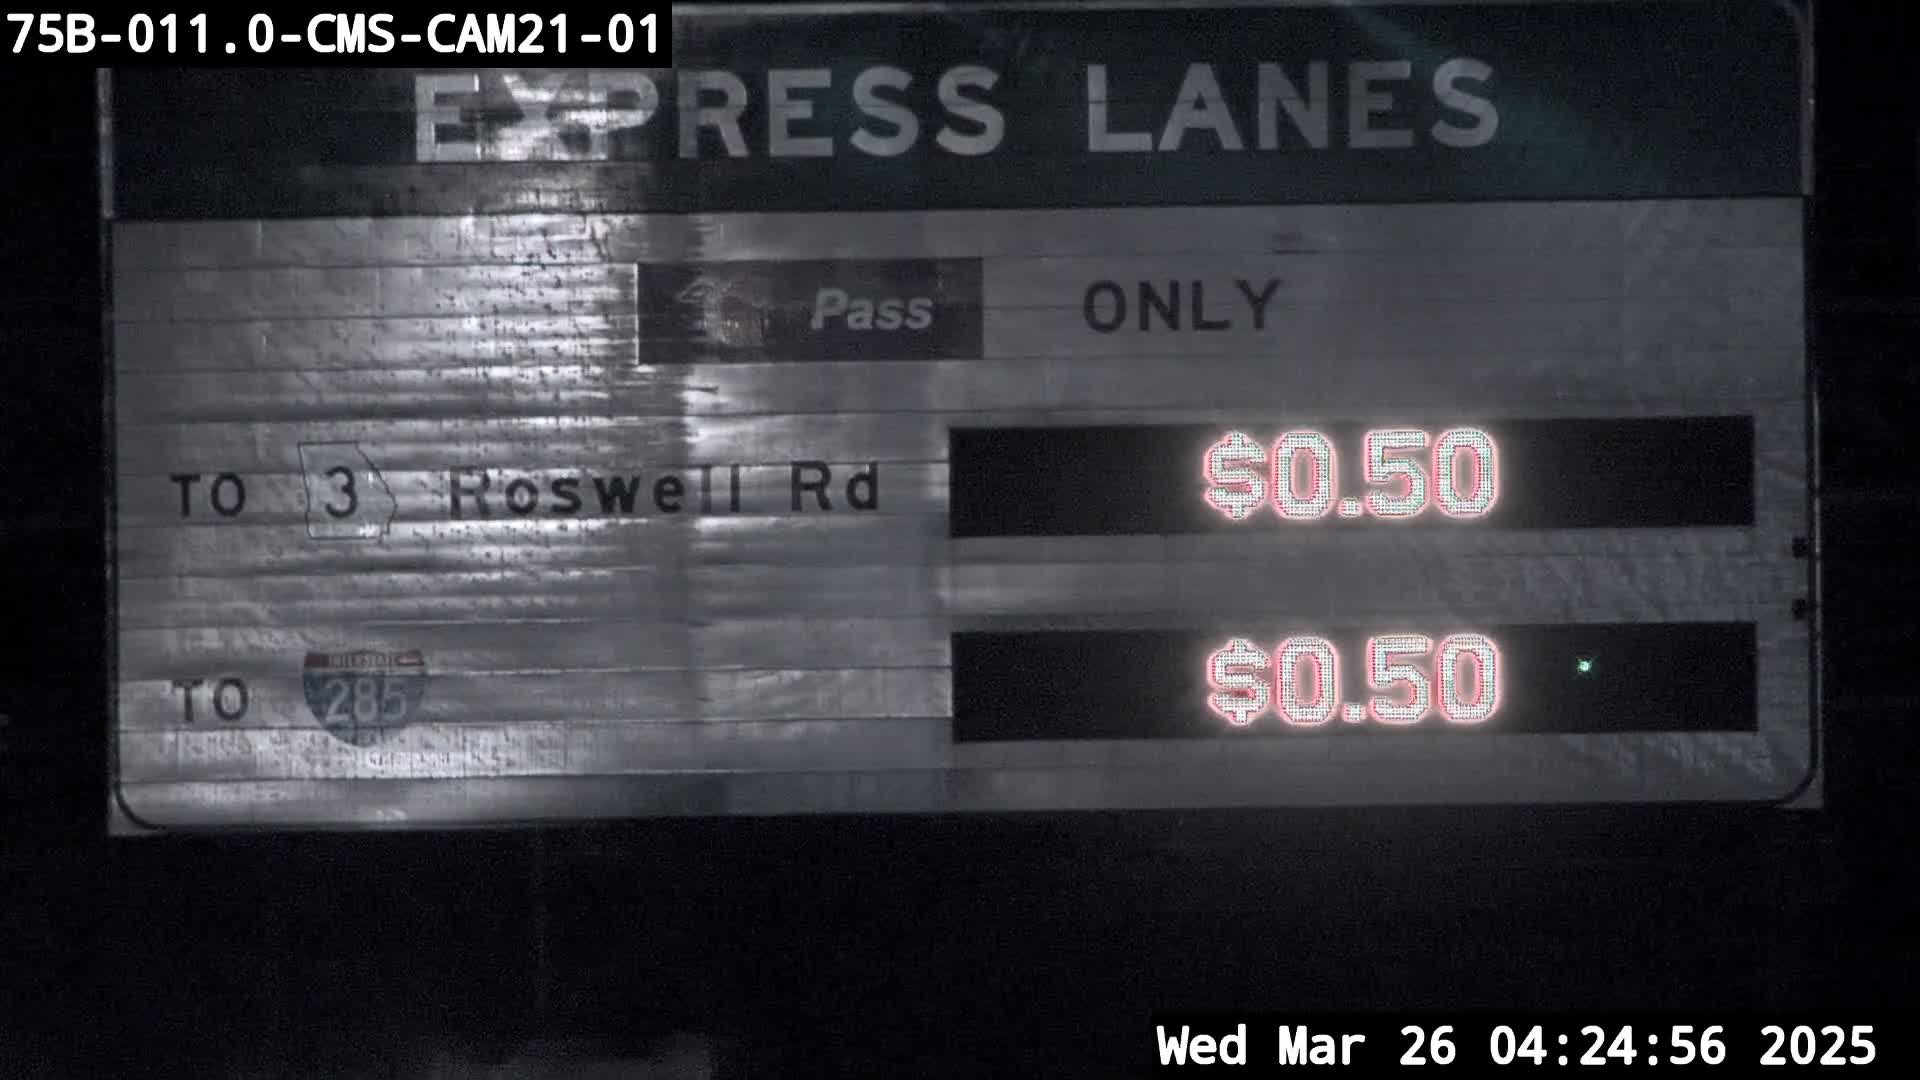 75B-011.0-CMS-CAM21-01
EXPRESS LANES
Pass ONLY
TO 3 Roswell Rd $0.50
TO INTERSTATE 285 $0.50
Wed Mar 26 04:24:56 2025